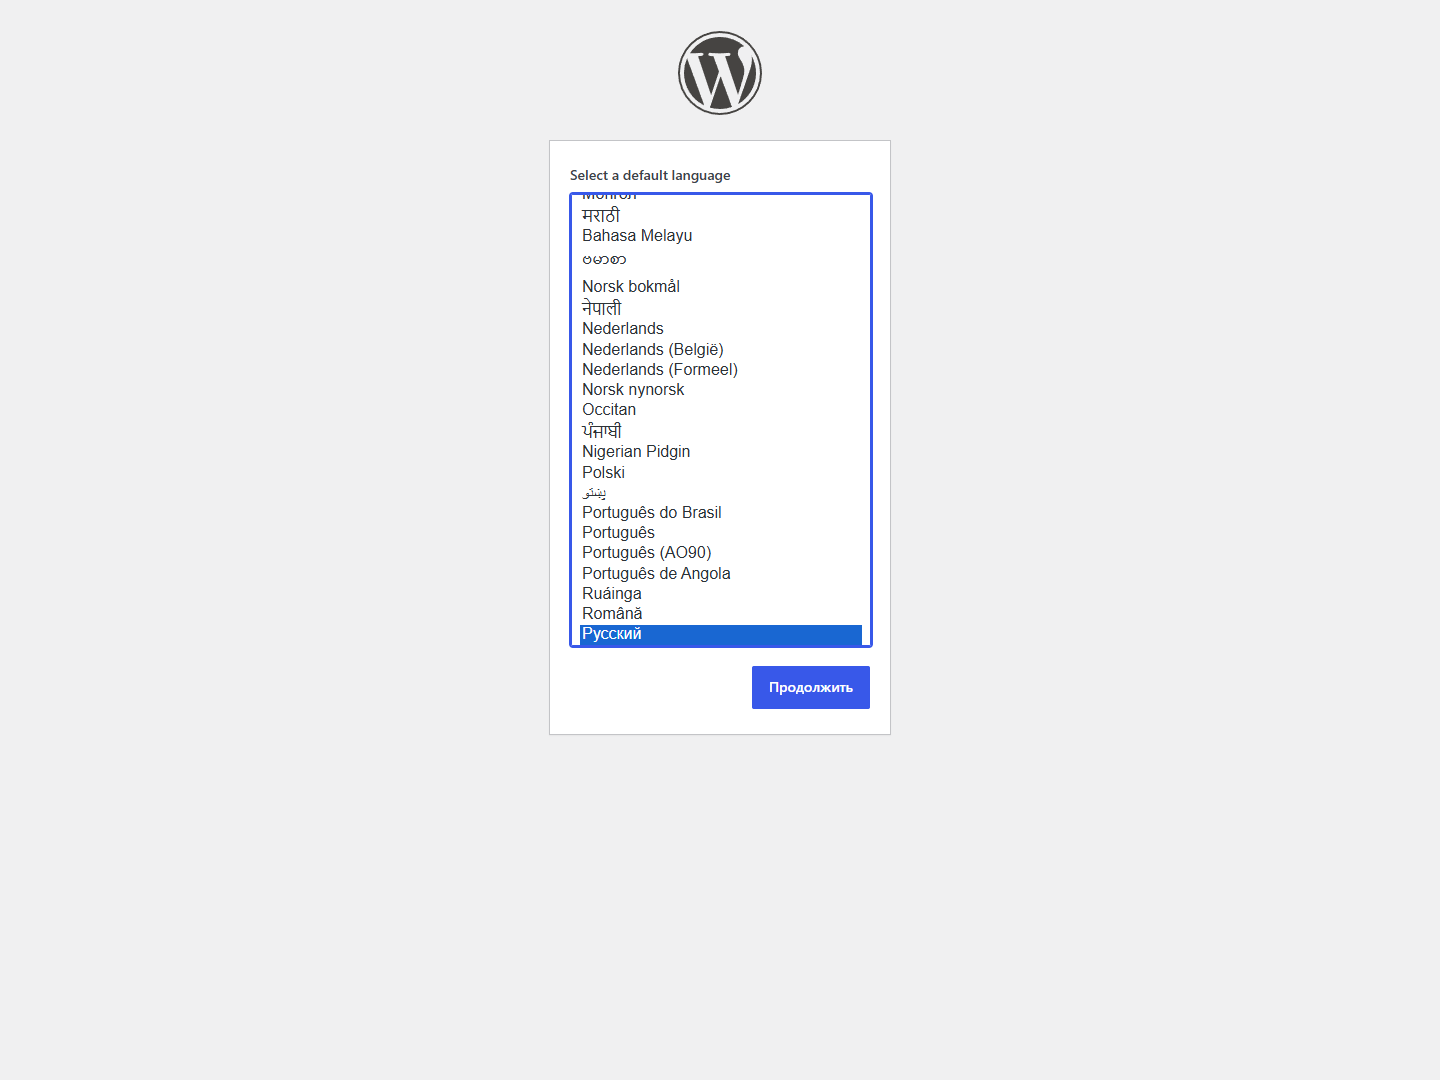 Select a default language
Монгол
मराठी
Bahasa Melayu
ဗမာစာ
Norsk bokmål
नेपाली
Nederlands
Nederlands (België)
Nederlands (Formeel)
Norsk nynorsk
Occitan
ਪੰਜਾਬੀ
Nigerian Pidgin
Polski
پښتو
Português do Brasil
Português
Português (AO90)
Português de Angola
Ruáinga
Română
Русский
Продолжить